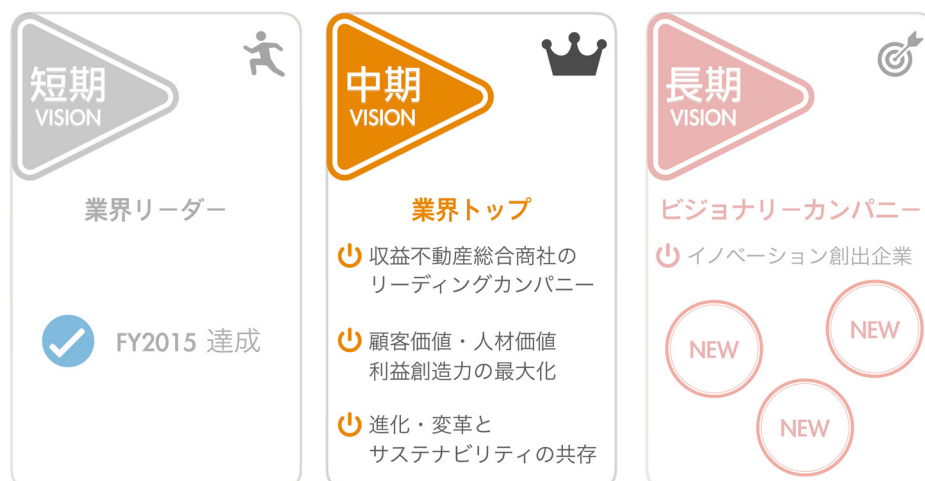 短期
VISION
業界リーダー
FY2015 達成
中期
VISION
業界トップ
収益不動産総合商社の
リーディングカンパニー
顧客価値・人材価値
利益創造力の最大化
進化・変革と
サステナビリティの共存
長期
VISION
ビジョナリーカンパニー
イノベーション創出企業
NEW
NEW
NEW